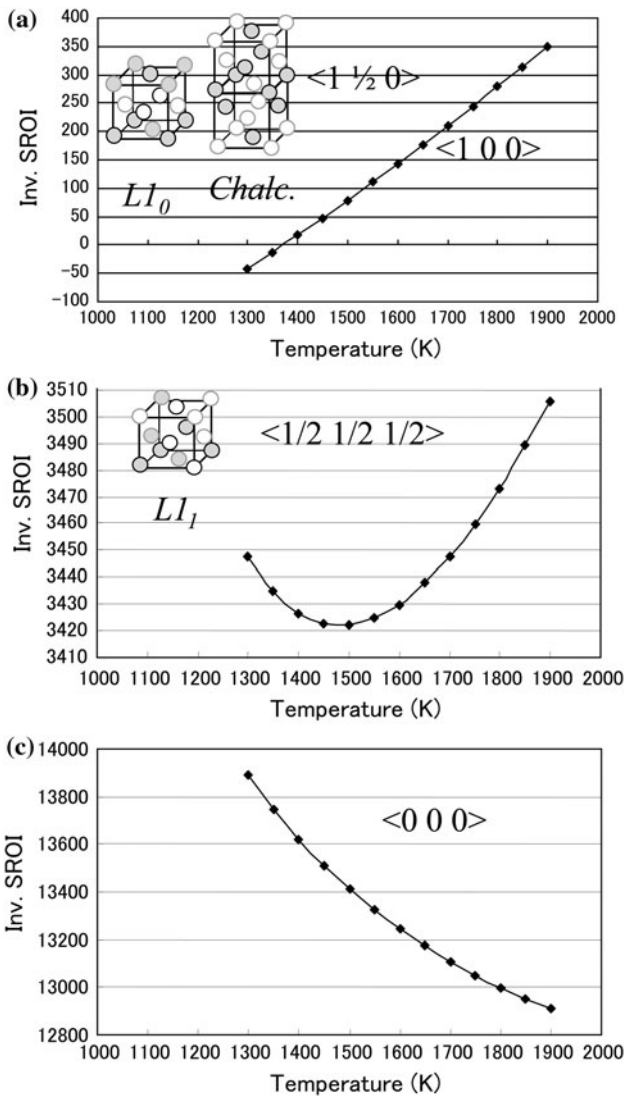 (a)
400
350
300
250
200
150
100
50
0
-50
-100
Inv. SROI
<1 ½ 0>
<1 0 0>
L1₀ Chalc.
1000 1100 1200 1300 1400 1500 1600 1700 1800 1900 2000
Temperature (K)
(b)
3510
3500
3490
3480
3470
3460
3450
3440
3430
3420
3410
Inv. SROI
<1/2 1/2 1/2>
L1₁
1000 1100 1200 1300 1400 1500 1600 1700 1800 1900 2000
Temperature (K)
(c)
14000
13800
13600
13400
13200
13000
12800
Inv. SROI
<0 0 0>
1000 1100 1200 1300 1400 1500 1600 1700 1800 1900 2000
Temperature (K)